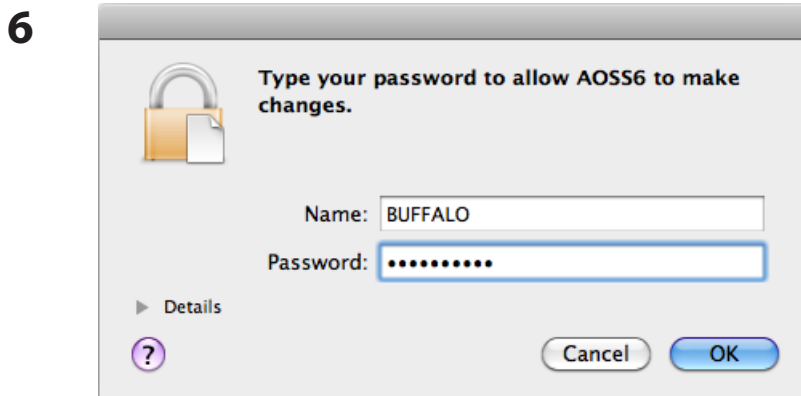 6
Type your password to allow AOSS6 to make
changes.
Name: BUFFALO
Password: ••••••••••
Details
?
Cancel OK